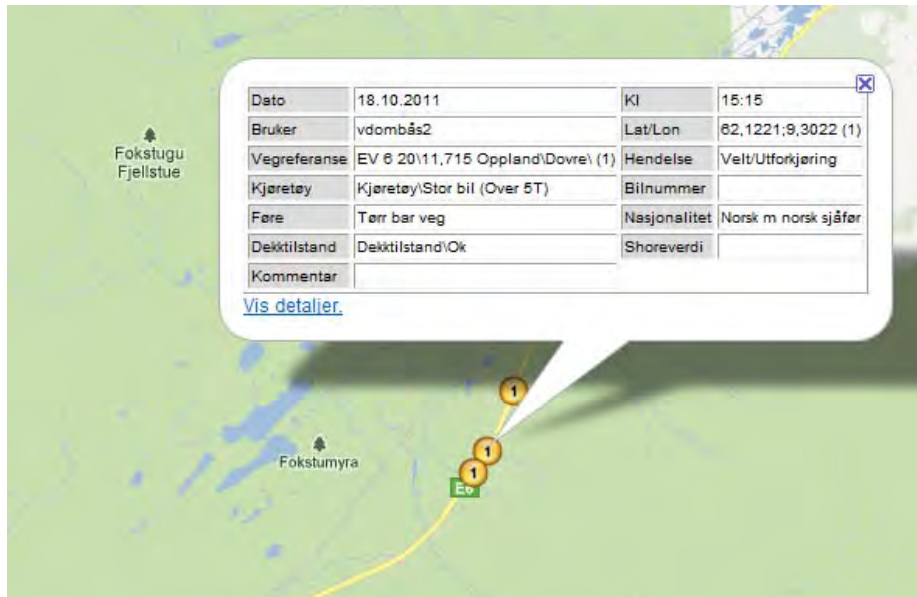 Dato 18.10.2011 Kl 15:15
Bruker vdombås2 Lat/Lon 62,1221;9,3022 (1)
Vegreferanse EV 6 20\11,715 Oppland\Dovre\ (1) Hendelse Velt/Utforkjøring
Kjøretøy Kjøretøy\Stor bil (Over 5T) Bilnummer
Føre Tørr bar veg Nasjonalitet Norsk m norsk sjåfør
Dekktilstand Dekktilstand\Ok Shoreverdi
Kommentar
Vis detaljer.
Fokstugu
Fjellstue
1
1
Fokstumyra
1
E6